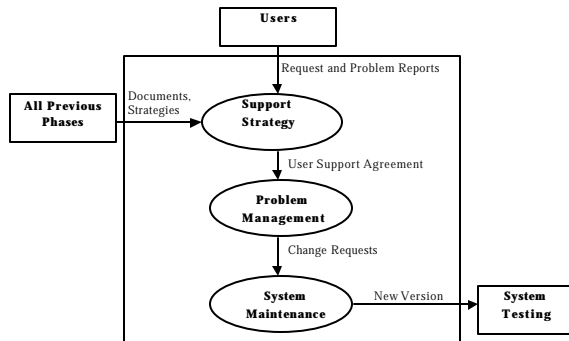 Users
Request and Problem Reports
All Previous
Phases
Documents,
Strategies
Support
Strategy
User Support Agreement
Problem
Management
Change Requests
System
Maintenance
New Version
System
Testing